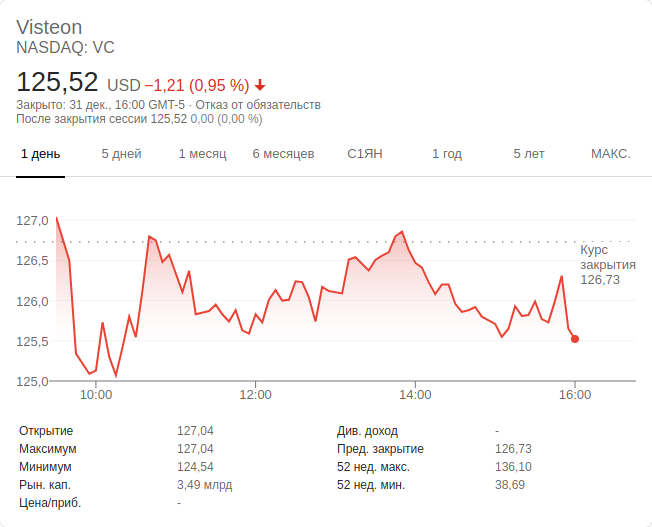 Visteon
NASDAQ: VC
125,52 USD −1,21 (0,95 %)
Закрыто: 31 дек., 16:00 GMT-5 · Отказ от обязательств
После закрытия сессии 125,52 0,00 (0,00 %)
1 день 5 дней 1 месяц 6 месяцев С1ЯН 1 год 5 лет МАКС.
127,0
126,5
126,0
125,5
125,0
Курс
закрытия
126,73
10:00 12:00 14:00 16:00
Открытие 127,04 Див. доход -
Максимум 127,04 Пред. закрытие 126,73
Минимум 124,54 52 нед. макс. 136,10
Рын. кап. 3,49 млрд 52 нед. мин. 38,69
Цена/приб. -